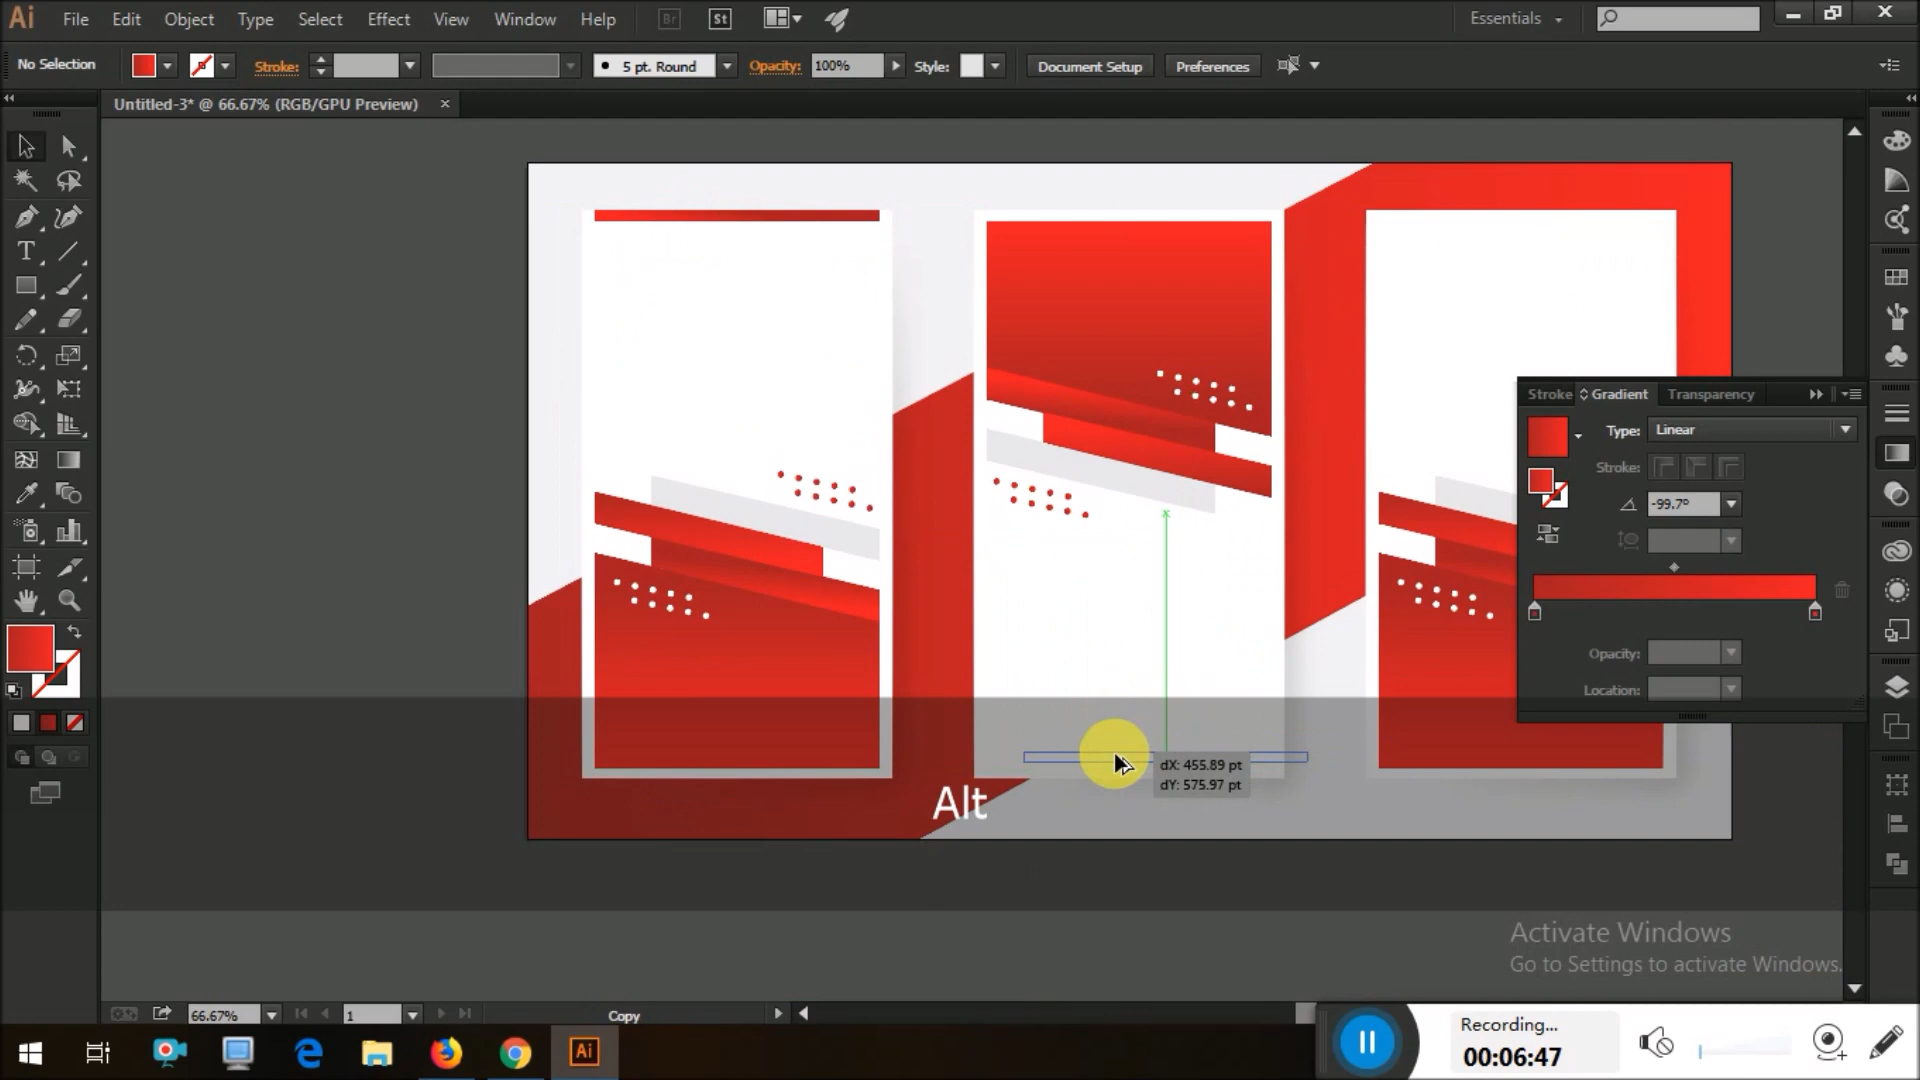 Ai File Edit Object Type Select Effect View Window Help Br St Essentials
No Selection Stroke: 5 pt. Round Opacity: 100% Style: Document Setup Preferences
Untitled-3* @ 66.67% (RGB/GPU Preview) ×
Stroke Gradient Transparency
Type: Linear
Stroke:
-99.7°
Opacity:
Location:
dX: 455.89 pt
dY: 575.97 pt
Alt
Activate Windows
Go to Settings to activate Windows.
66.67% 1 Copy
Recording...
00:06:47
Ai